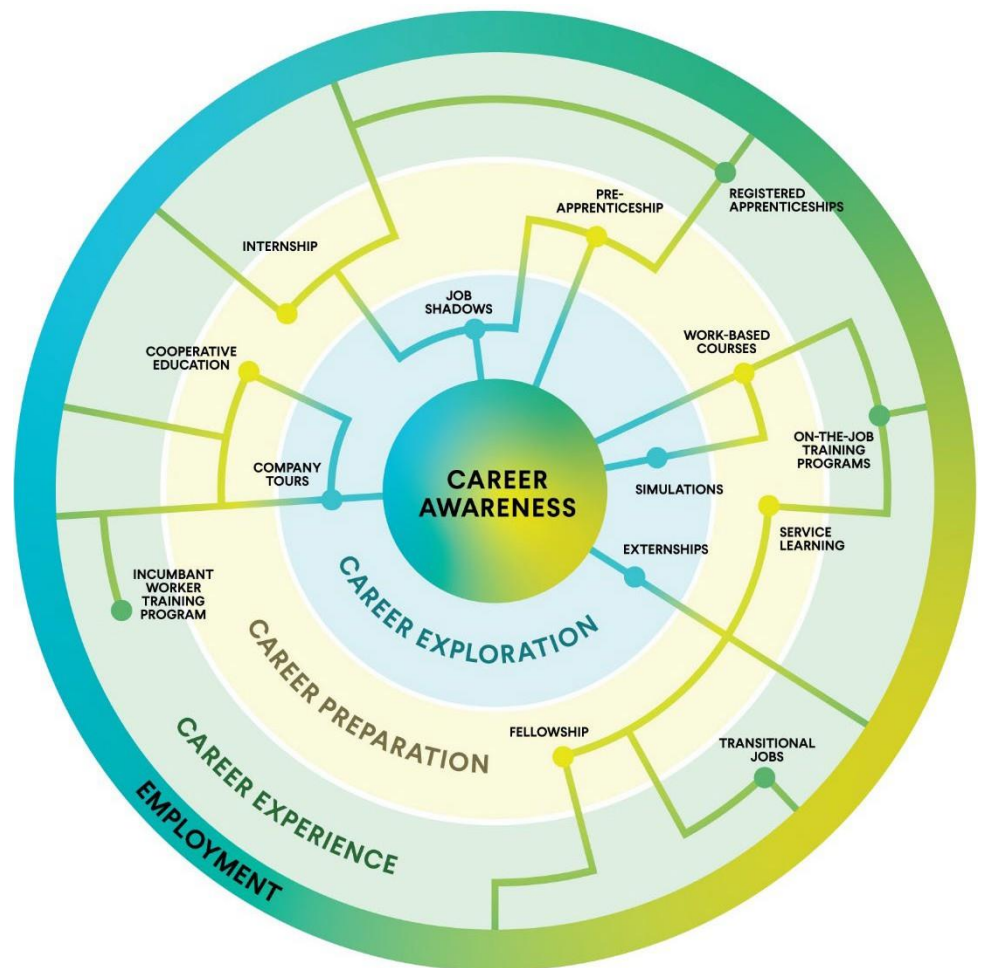 PRE-
APPRENTICESHIP
REGISTERED
APPRENTICESHIPS
INTERNSHIP
JOB
SHADOWS
COOPERATIVE
EDUCATION
WORK-BASED
COURSES
ON-THE-JOB
TRAINING
PROGRAMS
COMPANY
TOURS
CAREER
AWARENESS
SIMULATIONS
SERVICE
LEARNING
EXTERNSHIPS
INCUMBANT
WORKER
TRAINING
PROGRAM
CAREER EXPLORATION
CAREER PREPARATION
FELLOWSHIP
TRANSITIONAL
JOBS
CAREER EXPERIENCE
EMPLOYMENT